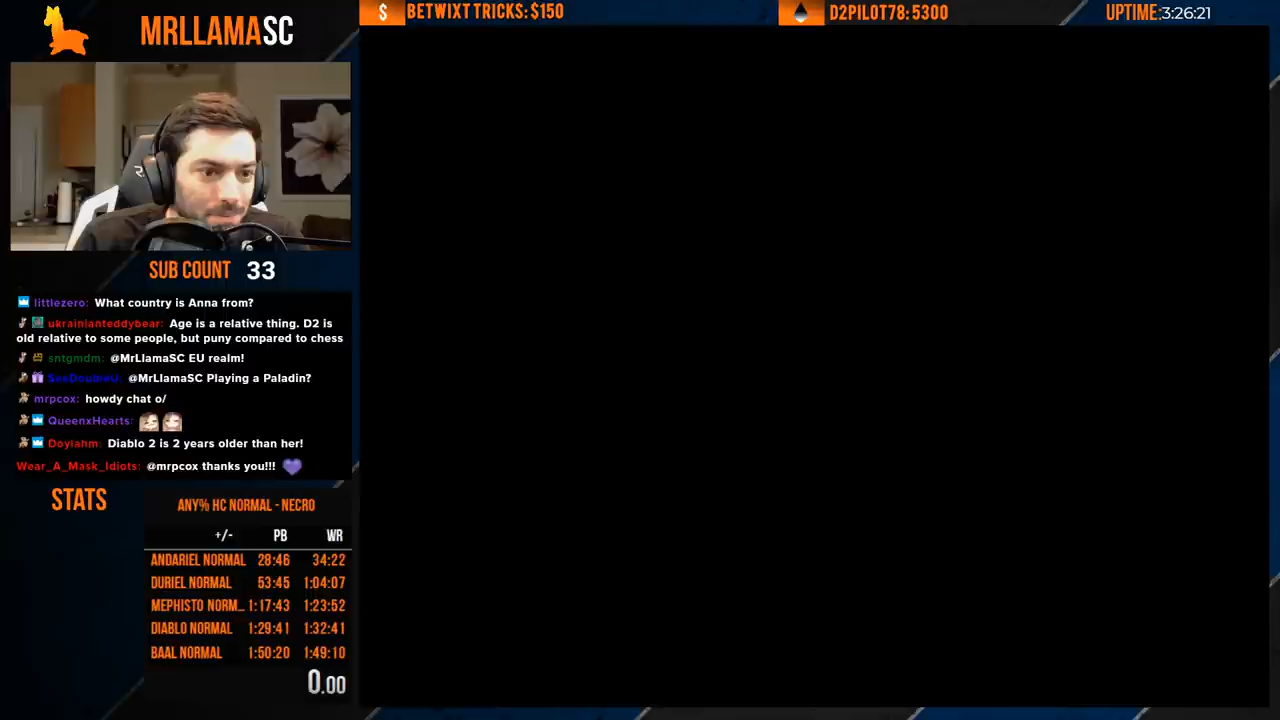 $ BETWIXT TRICKS: $150
D2PILOT78: 5300
UPTIME:3:26:21
MRLLAMASC
SUB COUNT 33
littlezero: What country is Anna from?
ukrainianteddybear: Age is a relative thing. D2 is
old relative to some people, but puny compared to chess
sntgmdm: @MrLlamaSC EU realm!
@MrLlamaSC Playing a Paladin?
mrpcox: howdy chat o/
QueenxHearts:
Doylahm: Diablo 2 is 2 years older than her!
Wear_A_Mask_Idiots: @mrpcox thanks you!!!
STATS
ANY% HC NORMAL - NECRO
+/- PB WR
ANDARIEL NORMAL 28:46 34:22
DURIEL NORMAL 53:45 1:04:07
MEPHISTO NORM... 1:17:43 1:23:52
DIABLO NORMAL 1:29:41 1:32:41
BAAL NORMAL 1:50:20 1:49:10
0.00